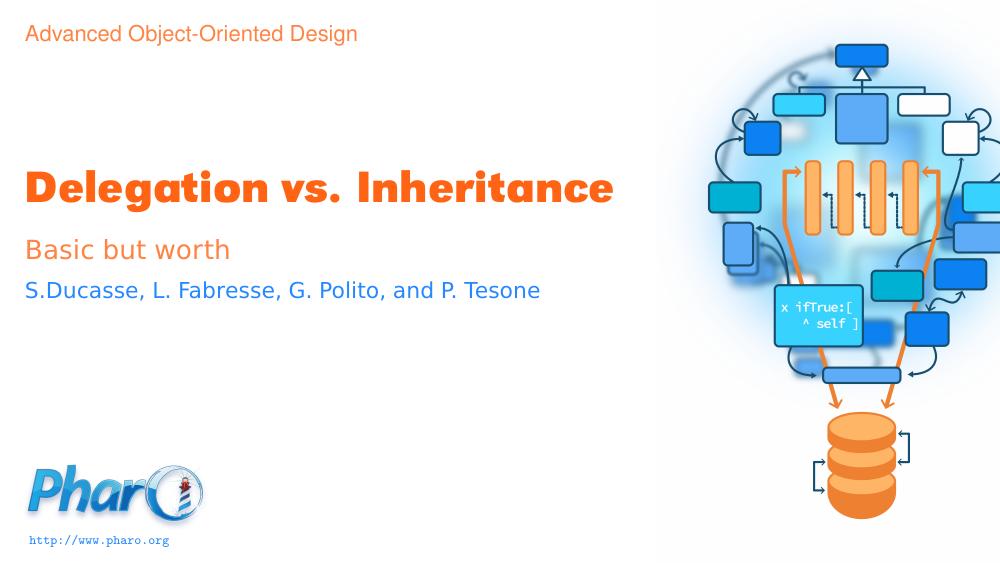 Advanced Object-Oriented Design
Delegation vs. Inheritance
Basic but worth
S.Ducasse, L. Fabresse, G. Polito, and P. Tesone
x ifTrue:[
^ self ]
Pharo
http://www.pharo.org